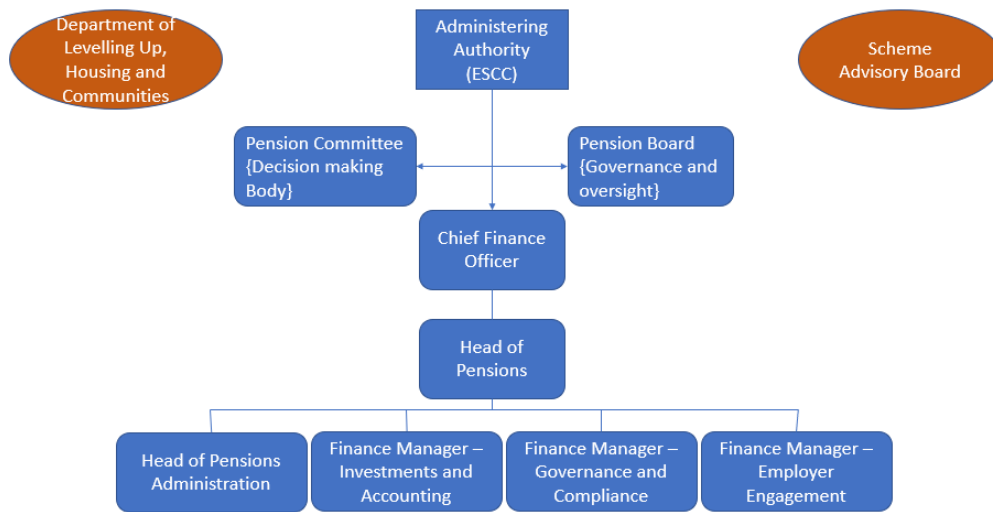 Department of
Levelling Up,
Housing and
Communities
Administering
Authority
(ESCC)
Scheme
Advisory Board
Pension Committee
{Decision making
Body}
Pension Board
{Governance and
oversight}
Chief Finance
Officer
Head of
Pensions
Head of Pensions
Administration
Finance Manager –
Investments and
Accounting
Finance Manager –
Governance and
Compliance
Finance Manager –
Employer
Engagement